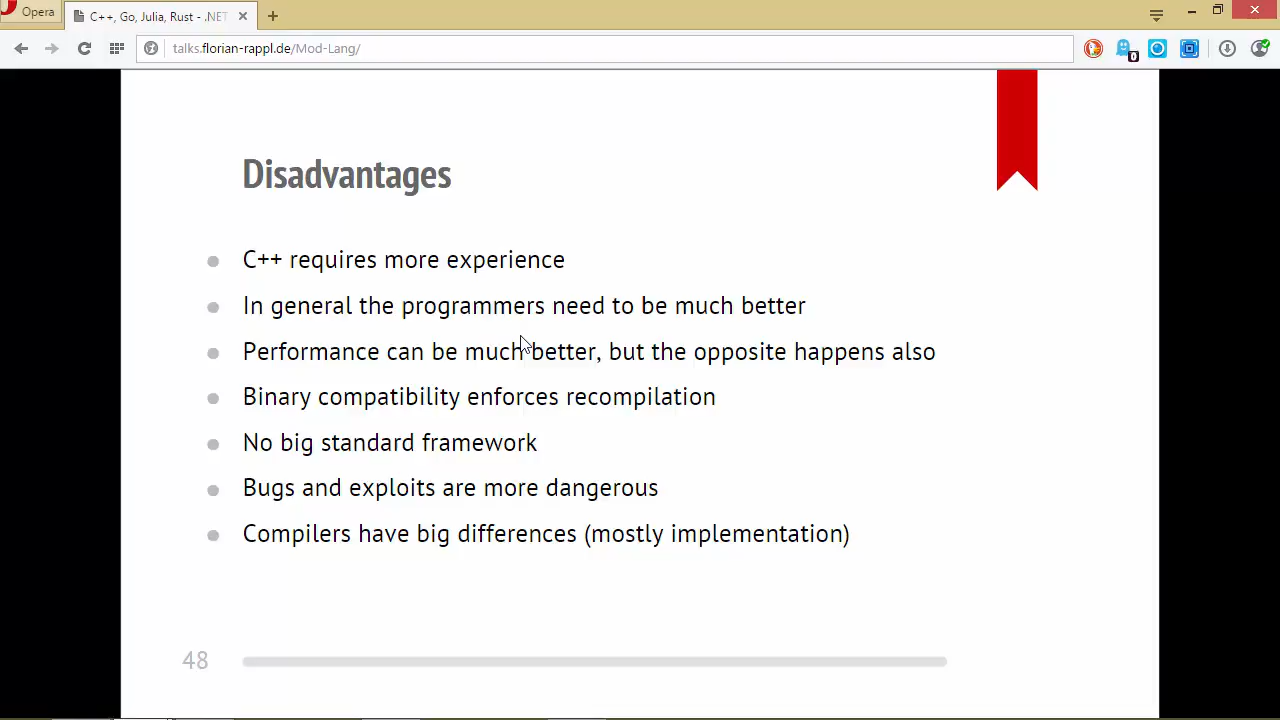 Opera
C++, Go, Julia, Rust - .NET
talks.florian-rappl.de/Mod-Lang/
0
Disadvantages
C++ requires more experience
In general the programmers need to be much better
Performance can be much better, but the opposite happens also
Binary compatibility enforces recompilation
No big standard framework
Bugs and exploits are more dangerous
Compilers have big differences (mostly implementation)
48